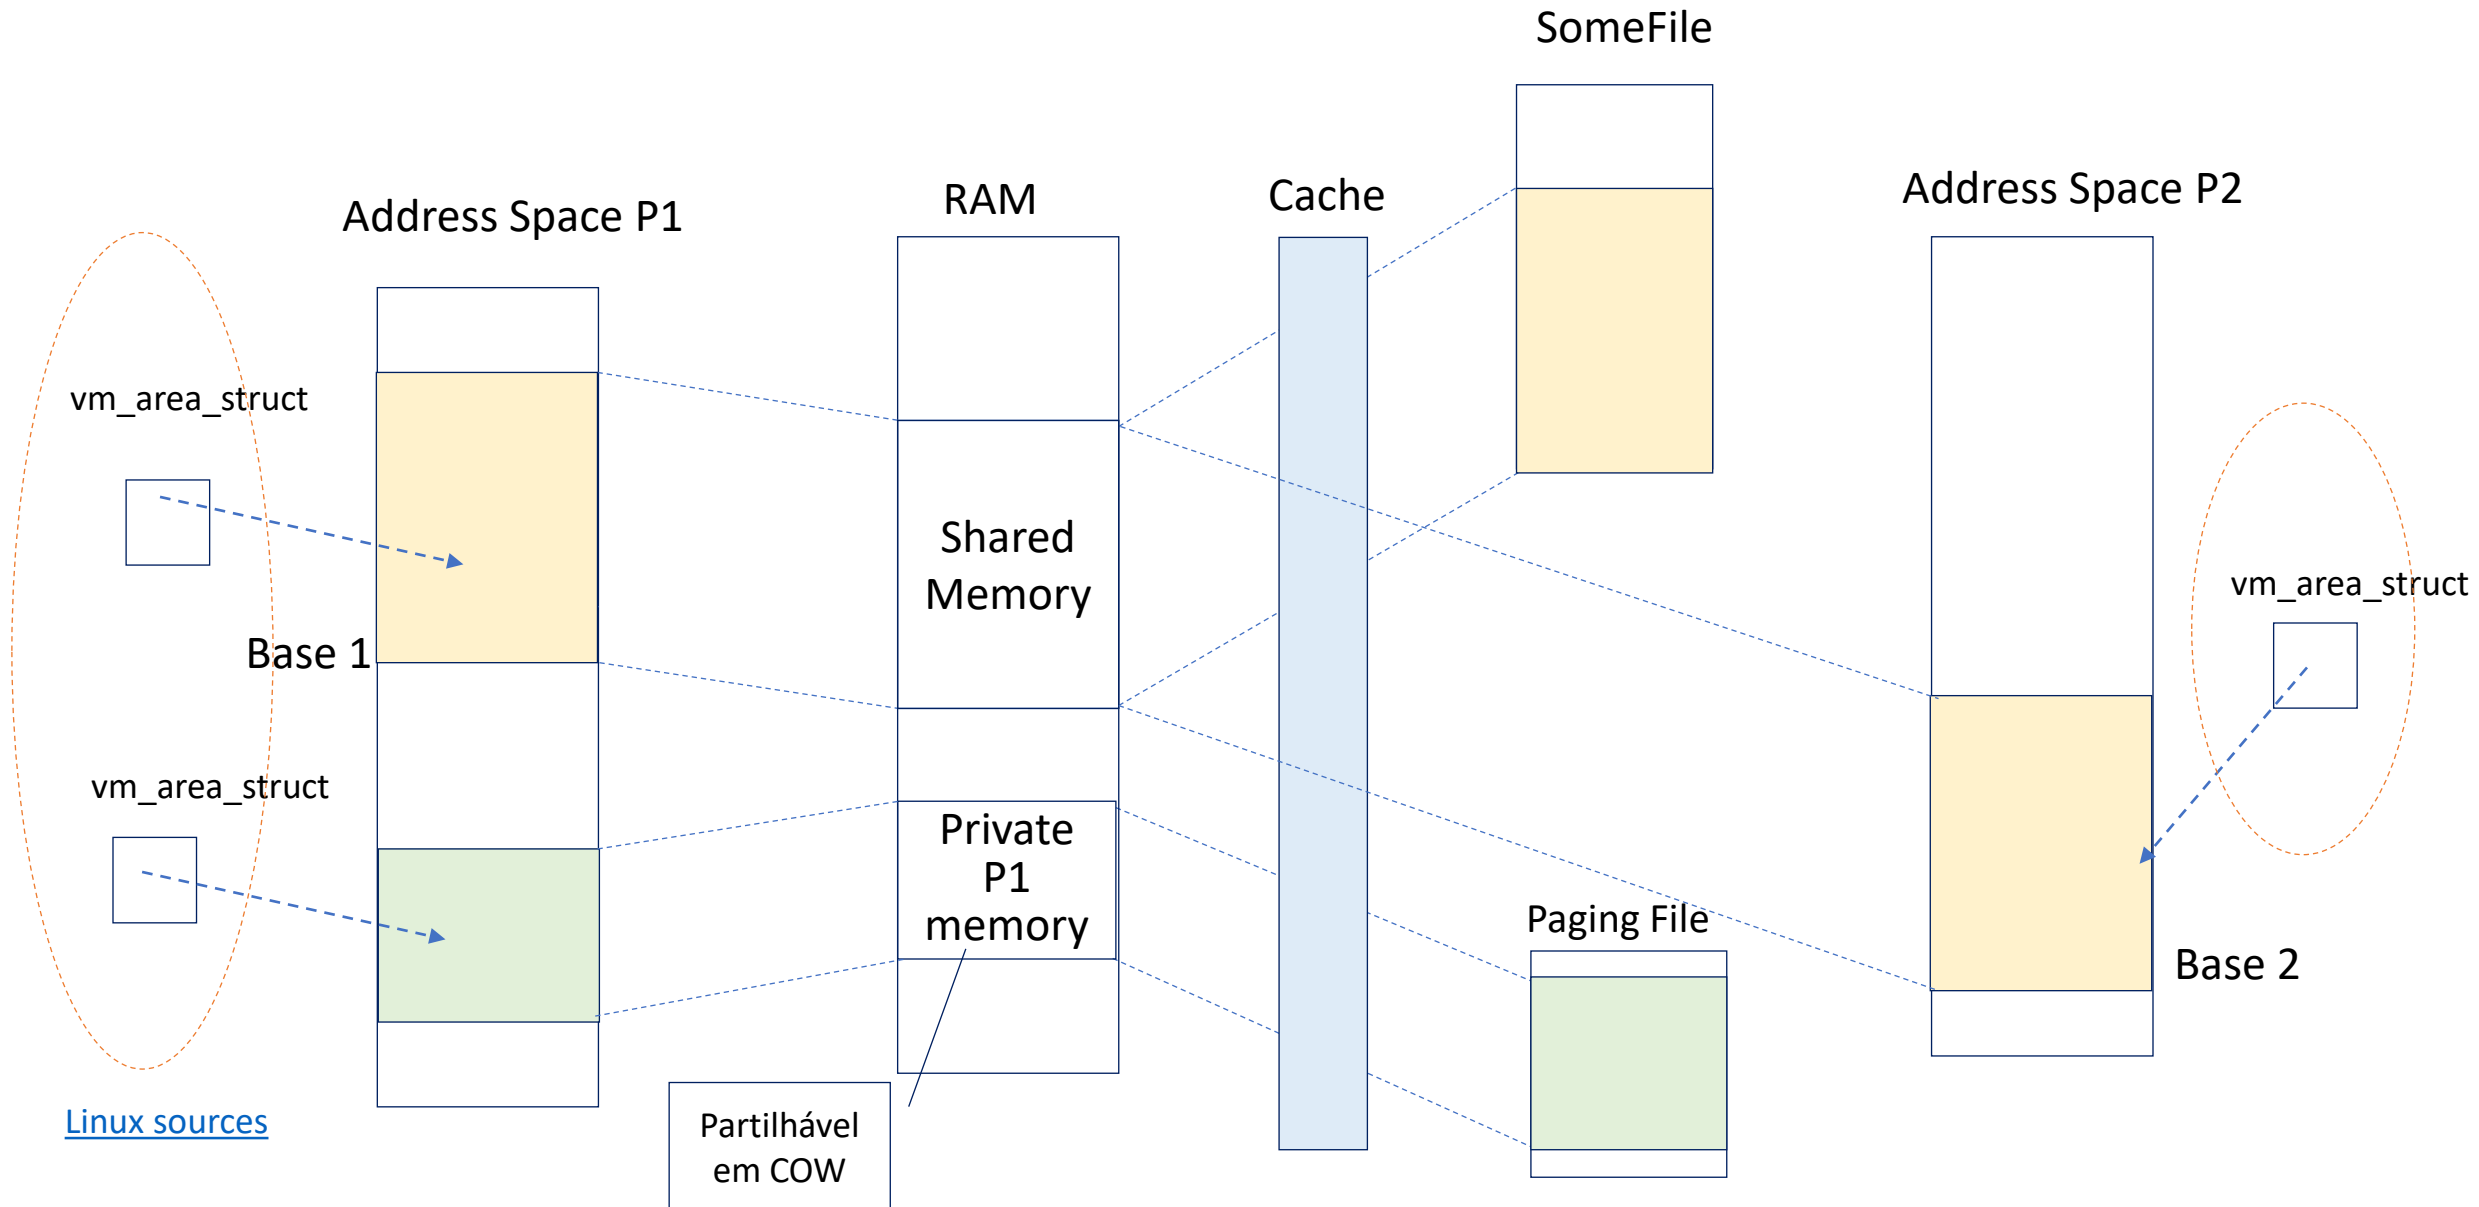 SomeFile
Address Space P1
RAM
Cache
Address Space P2
vm_area_struct
Shared
Memory
vm_area_struct
Base 1
vm_area_struct
Private
P1
memory
Paging File
Base 2
Linux sources
Partilhável
em COW